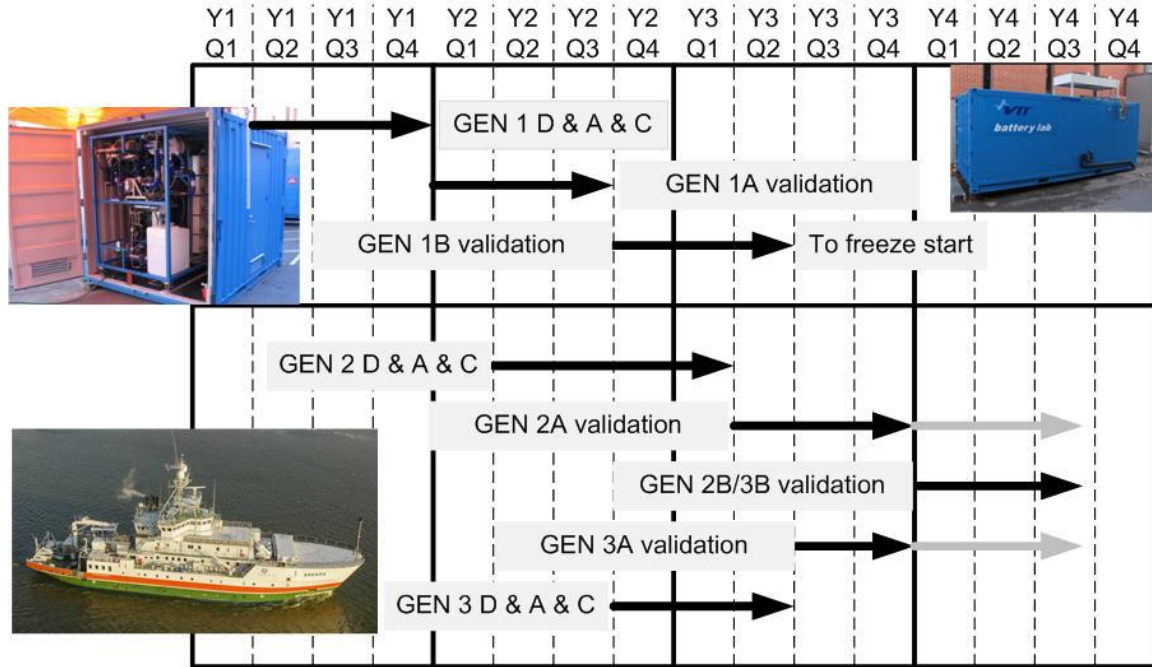 Y1 Y1 Y1 Y1 Y2 Y2 Y2 Y2 Y3 Y3 Y3 Y3 Y4 Y4 Y4 Y4
Q1 Q2 Q3 Q4 Q1 Q2 Q3 Q4 Q1 Q2 Q3 Q4 Q1 Q2 Q3 Q4
VTT
battery lab
GEN 1 D & A & C
GEN 1A validation
GEN 1B validation
To freeze start
GEN 2 D & A & C
GEN 2A validation
GEN 2B/3B validation
GEN 3A validation
GEN 3 D & A & C